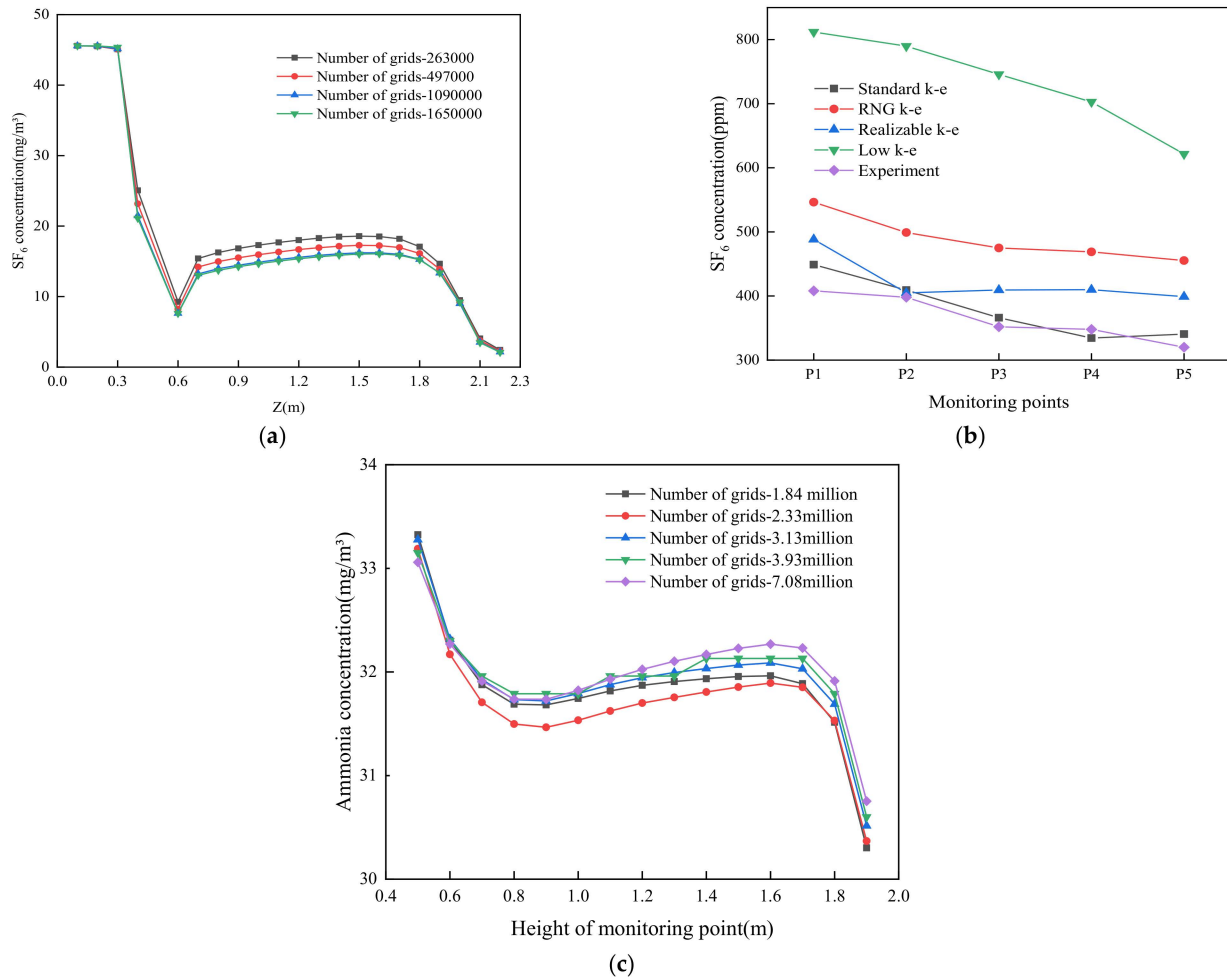 50
40
30
20
10
0
SF6 concentration(mg/m³)
Number of grids-263000
Number of grids-497000
Number of grids-1090000
Number of grids-1650000
0.0 0.3 0.6 0.9 1.2 1.5 1.8 2.1 2.3
Z(m)
(a)
800
700
600
500
400
300
SF6 concentration(ppm)
Standard k-e
RNG k-e
Realizable k-e
Low k-e
Experiment
P1 P2 P3 P4 P5
Monitoring points
(b)
34
33
32
31
30
Ammonia concentration(mg/m³)
Number of grids-1.84 million
Number of grids-2.33million
Number of grids-3.13million
Number of grids-3.93million
Number of grids-7.08million
0.4 0.6 0.8 1.0 1.2 1.4 1.6 1.8 2.0
Height of monitoring point(m)
(c)